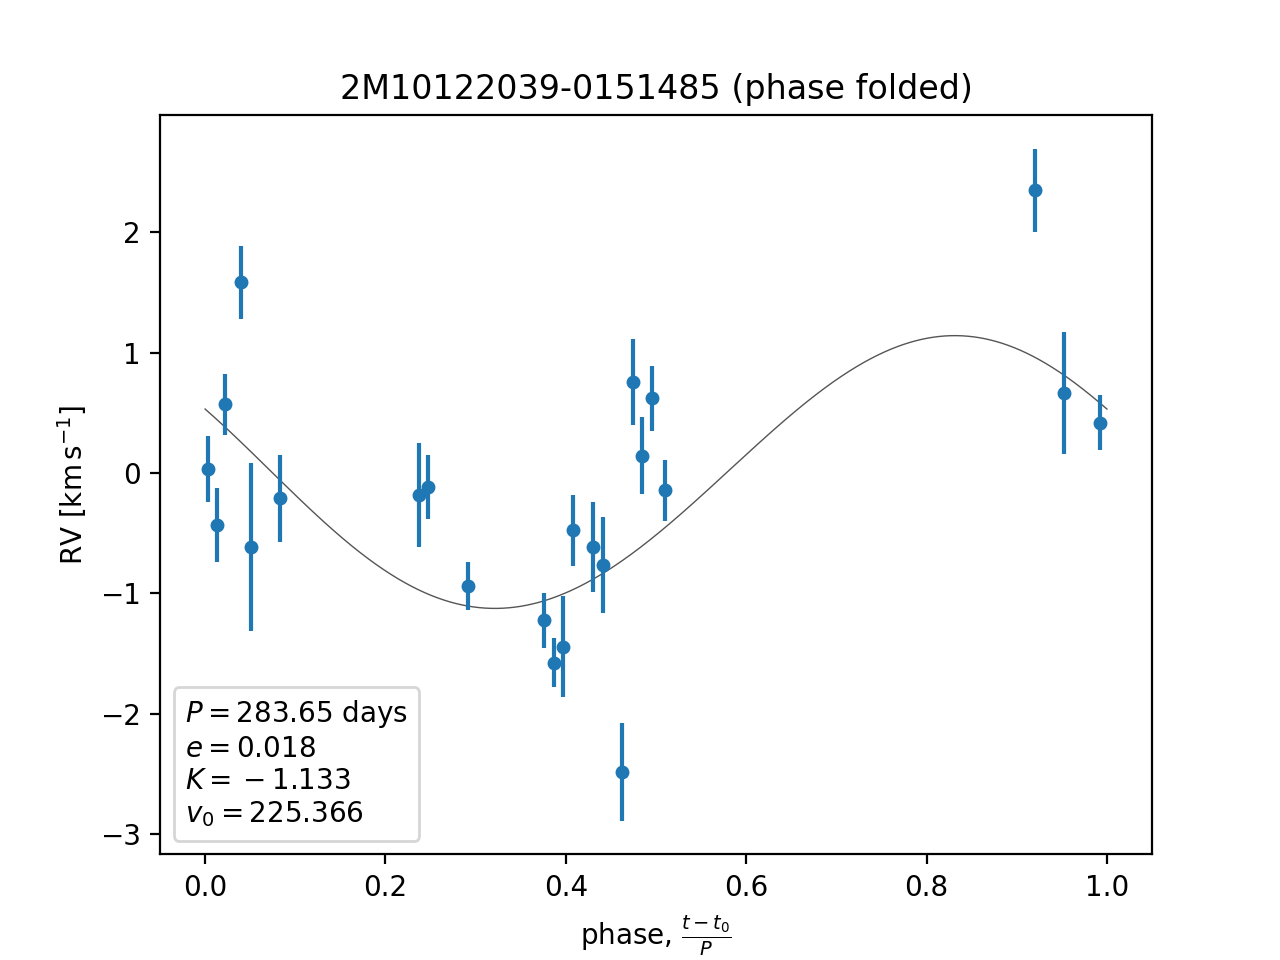 2M10122039-0151485 (phase folded)
RV [km s⁻¹]
2
1
0
−1
−2
−3
P = 283.65 days
e = 0.018
K = −1.133
v₀ = 225.366
0.0 0.2 0.4 0.6 0.8 1.0
phase, (t − t₀)/P